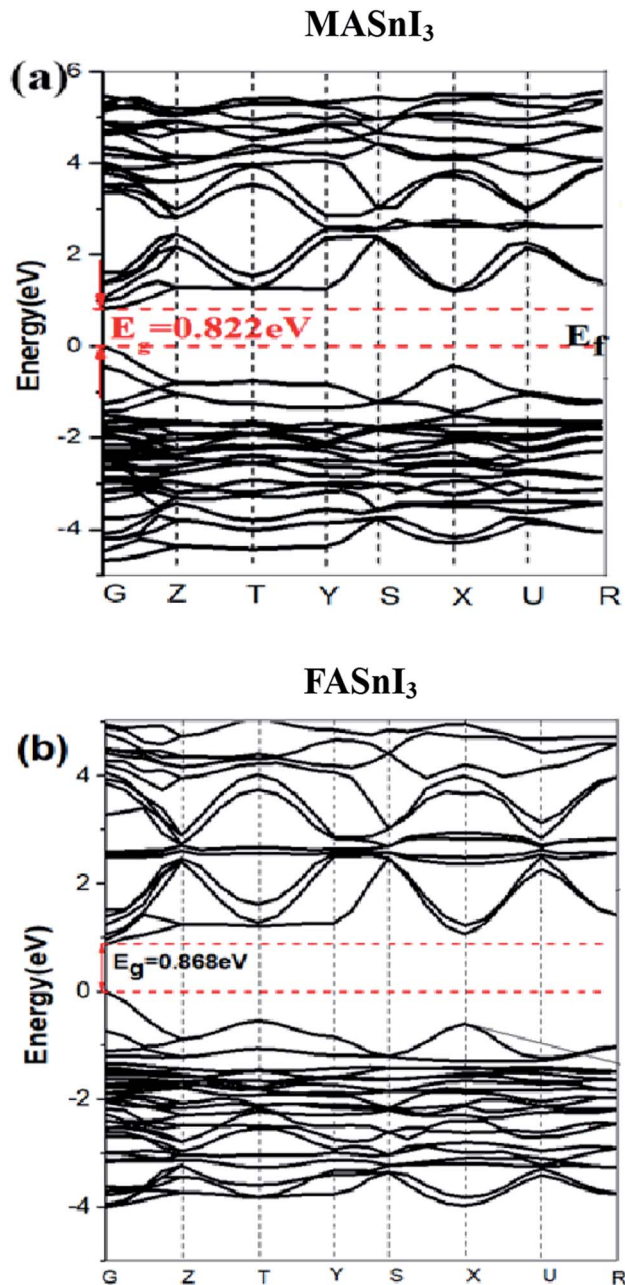 MASnI₃
(a)
6
4
2
0
-2
-4
Energy(eV)
E g=0.822eV
Ef
G Z T Y S X U R
FASnI₃
(b)
4
2
0
-2
-4
Energy(eV)
Eg=0.868eV
G Z T Y S X U R